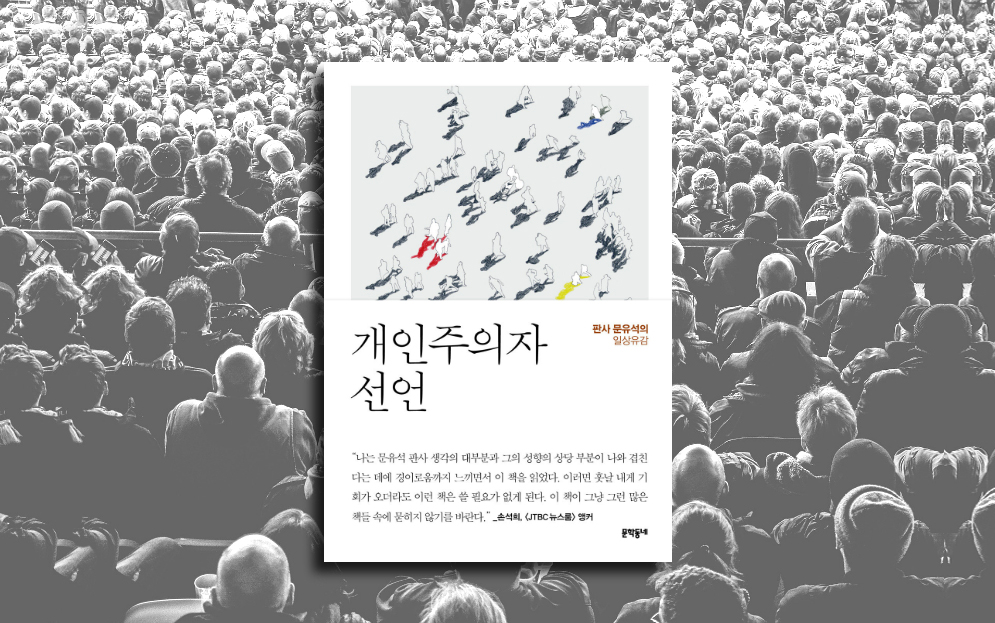 개인주의자
선언
판사 문유석의
일상유감
“나는 문유석 판사 생각의 대부분과 그의 성향의 상당 부분이 나와 겹친
다는 데에 경이로움까지 느끼면서 이 책을 읽었다. 이러면 훗날 내게 기
회가 오더라도 이런 책은 쓸 필요가 없게 된다. 이 책이 그냥 그런 많은
책들 속에 묻히지 않기를 바란다.” _손석희, 〈JTBC 뉴스룸〉 앵커
문학동네